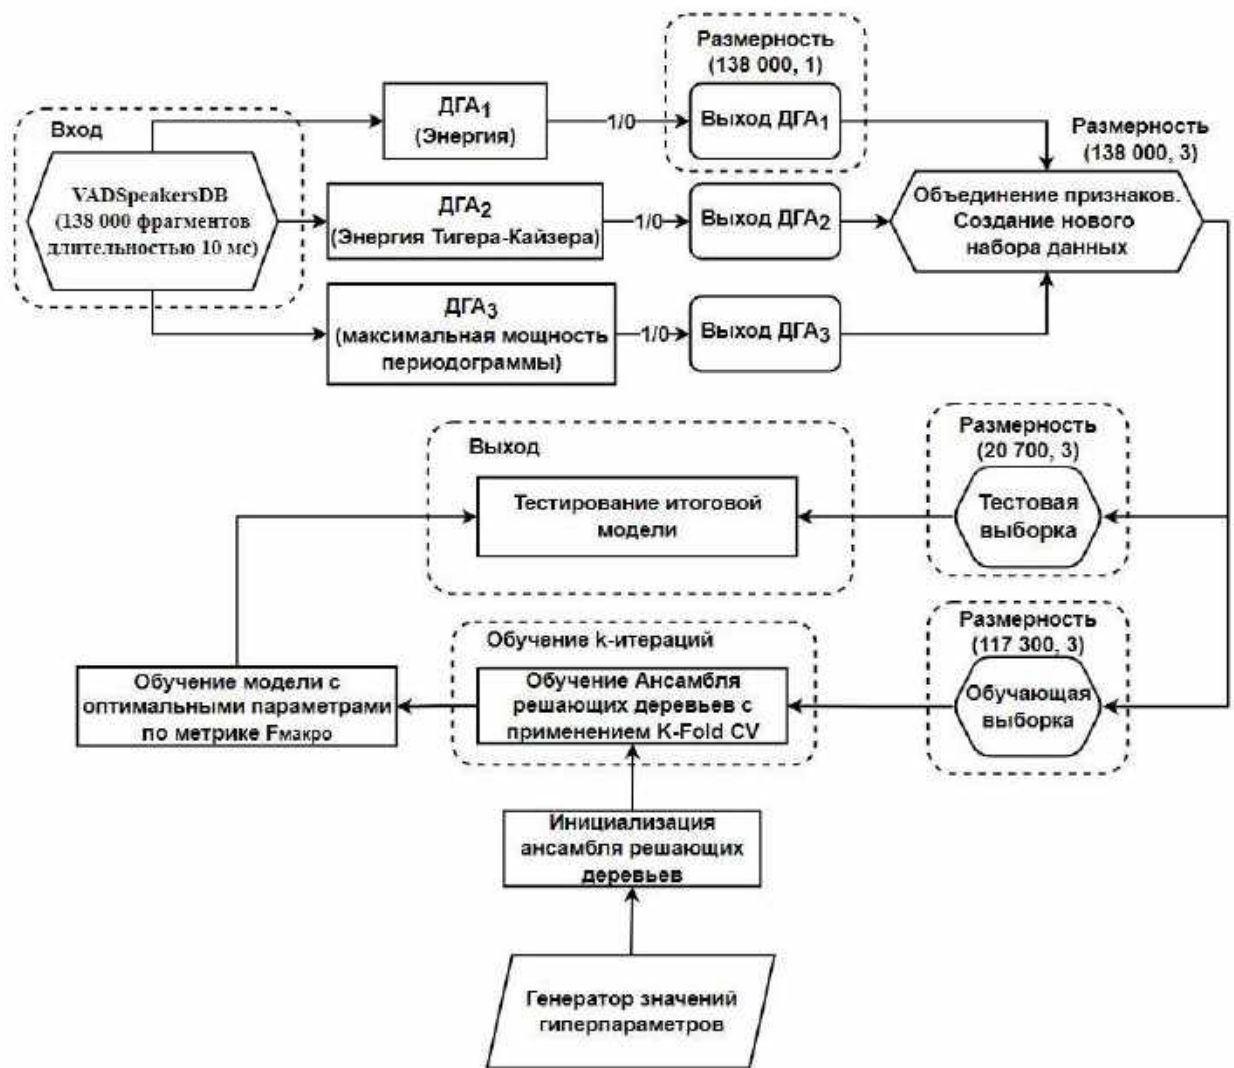 Вход
VADSpeakersDB
(138 000 фрагментов
длительностью 10 мс)
ДГА1
(Энергия)
1/0
Размерность
(138 000, 1)
Выход ДГА1
ДГА2
(Энергия Тигера-Кайзера)
1/0
Выход ДГА2
ДГА3
(максимальная мощность
периодограммы)
1/0
Выход ДГА3
Размерность
(138 000, 3)
Объединение признаков.
Создание нового
набора данных
Выход
Тестирование итоговой
модели
Размерность
(20 700, 3)
Тестовая
выборка
Размерность
(117 300, 3)
Обучающая
выборка
Обучение k-итераций
Обучение Ансамбля
решающих деревьев с
применением K-Fold CV
Обучение модели с
оптимальными параметрами
по метрике Fмакро
Инициализация
ансамбля решающих
деревьев
Генератор значений
гиперпараметров